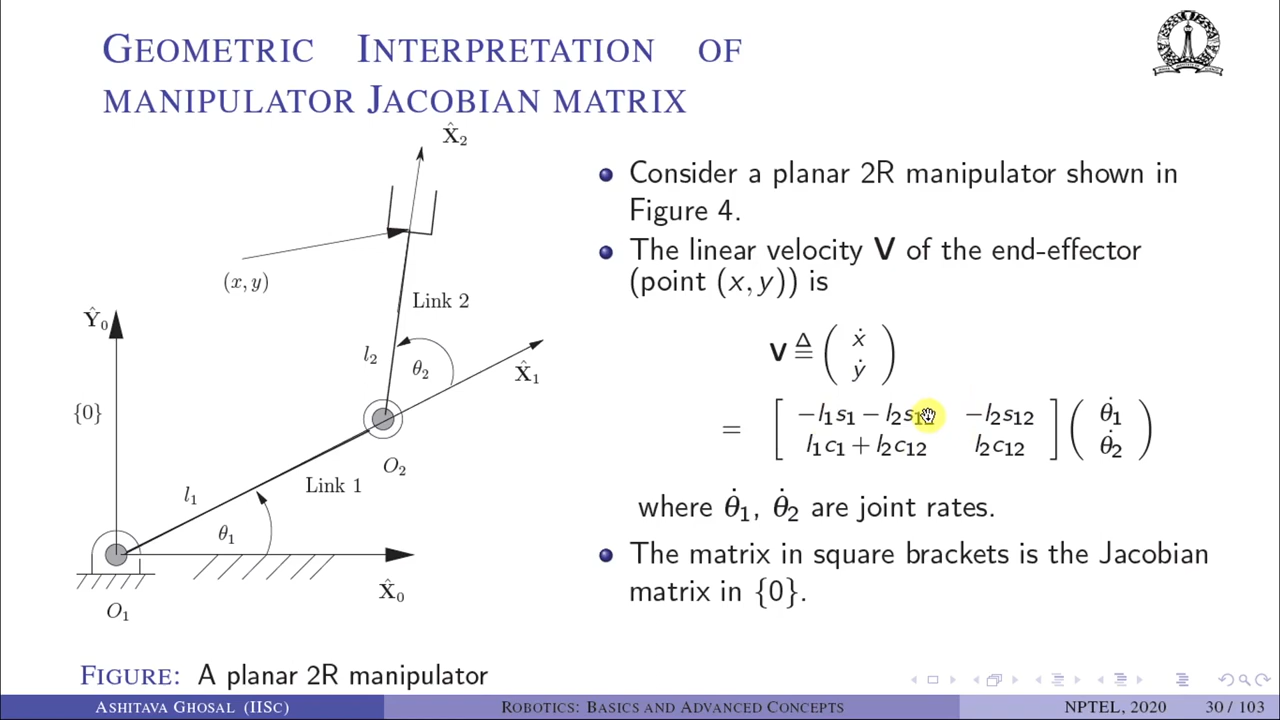 GEOMETRIC INTERPRETATION OF
MANIPULATOR JACOBIAN MATRIX
X̂₂
(x, y)
Link 2
Ŷ₀
l₂
θ₂
X̂₁
{0}
O₂
l₁
Link 1
θ₁
X̂₀
O₁
FIGURE: A planar 2R manipulator
Consider a planar 2R manipulator shown in
Figure 4.
The linear velocity V of the end-effector
(point (x, y)) is
V ≜ ( ẋ ẏ )
= [ −l₁s₁ − l₂s₁₂ −l₂s₁₂ ] ( θ̇₁ )
l₁c₁ + l₂c₁₂ l₂c₁₂ θ̇₂
where θ̇₁, θ̇₂ are joint rates.
The matrix in square brackets is the Jacobian
matrix in {0}.
ASHITAVA GHOSAL (IISC)
ROBOTICS: BASICS AND ADVANCED CONCEPTS
NPTEL, 2020
30 / 103